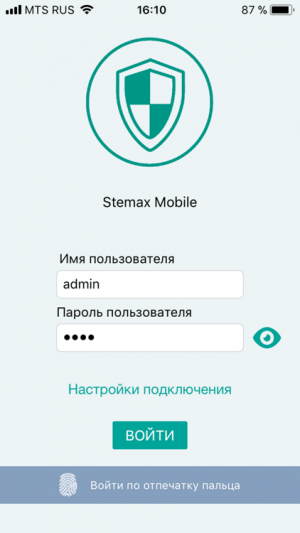 MTS RUS 16:10 87 %
Stemax Mobile
Имя пользователя
admin
Пароль пользователя
••••
Настройки подключения
ВОЙТИ
Войти по отпечатку пальца